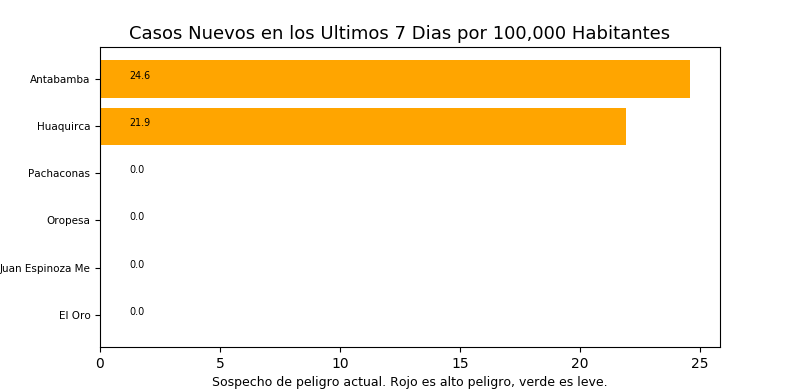 Casos Nuevos en los Ultimos 7 Dias por 100,000 Habitantes
Antabamba 24.6
Huaquirca 21.9
Pachaconas 0.0
Oropesa 0.0
Juan Espinoza Me 0.0
El Oro 0.0
0 5 10 15 20 25
Sospecho de peligro actual. Rojo es alto peligro, verde es leve.